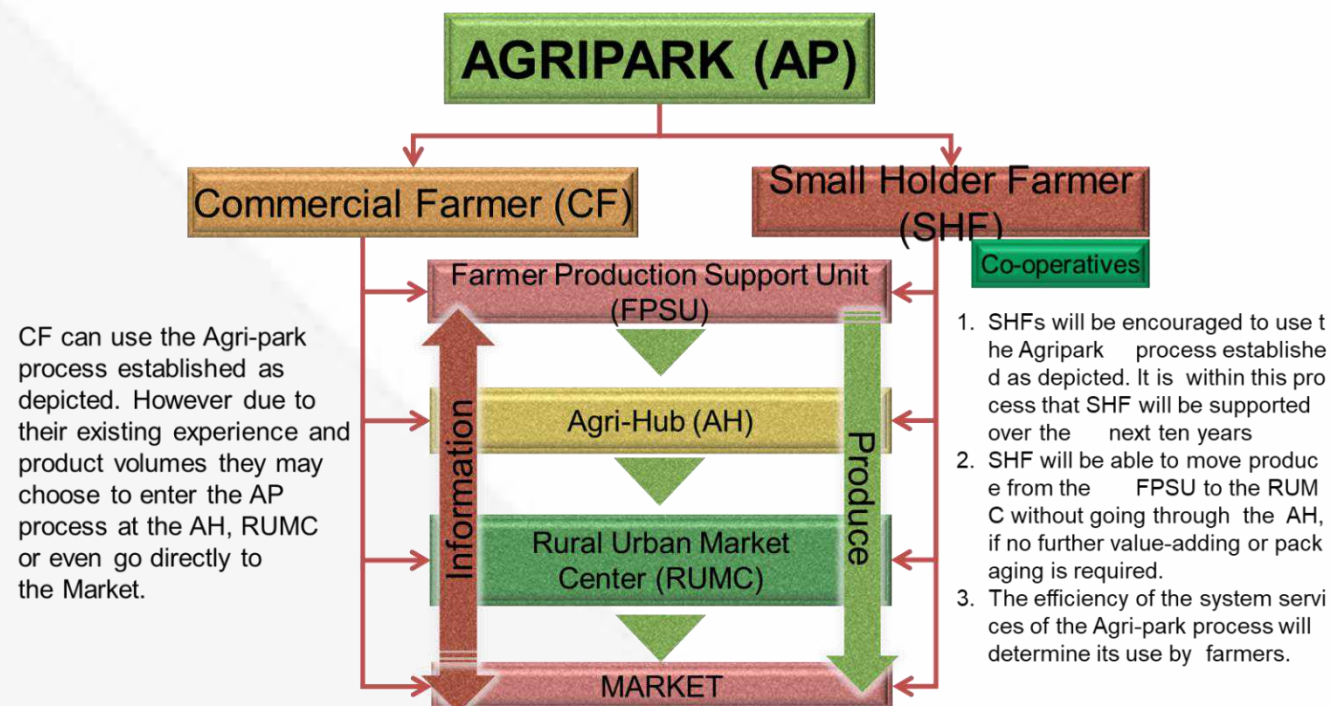 AGRIPARK (AP)
Commercial Farmer (CF)
Small Holder Farmer
(SHF)
Co-operatives
Farmer Production Support Unit
(FPSU)
Agri-Hub (AH)
Rural Urban Market
Center (RUMC)
MARKET
Information
Produce
CF can use the Agri-park
process established as
depicted. However due to
their existing experience and
product volumes they may
choose to enter the AP
process at the AH, RUMC
or even go directly to
the Market.
1. SHFs will be encouraged to use t
he Agripark process establishe
d as depicted. It is within this pro
cess that SHF will be supported
over the next ten years
2. SHF will be able to move produc
e from the FPSU to the RUM
C without going through the AH,
if no further value-adding or pack
aging is required.
3. The efficiency of the system servi
ces of the Agri-park process will
determine its use by farmers.